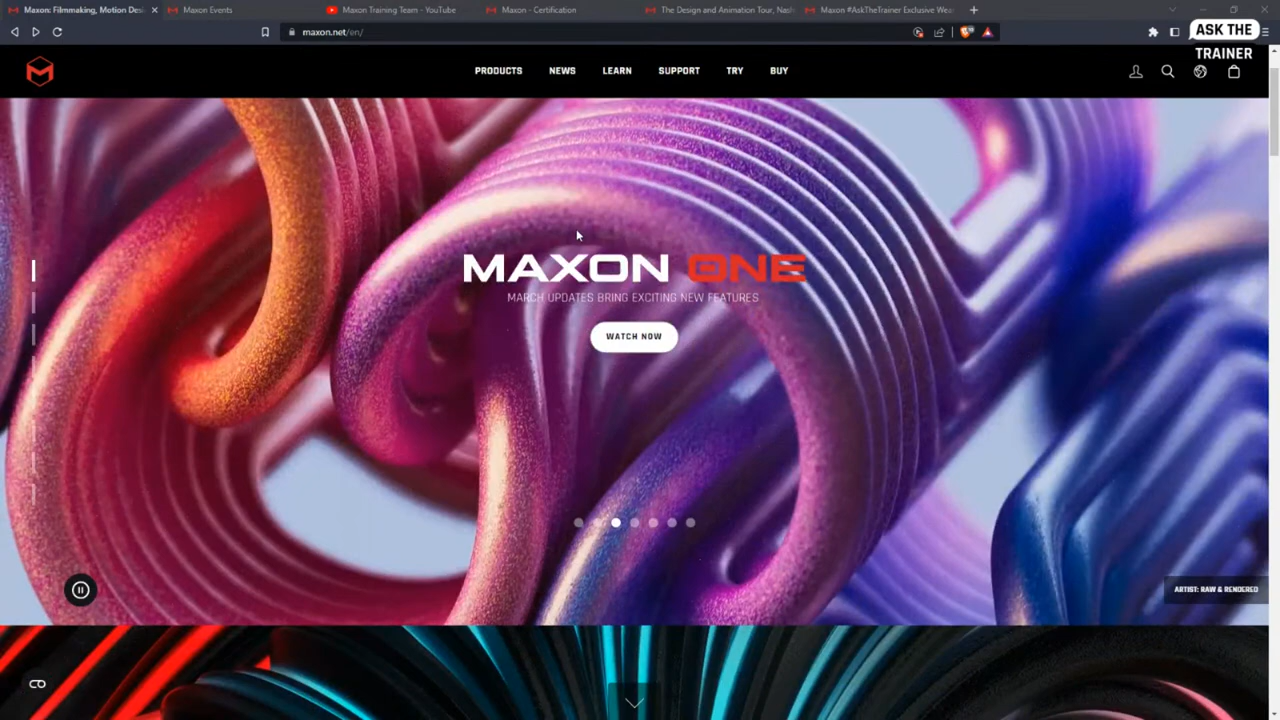 Maxon: Filmmaking, Motion Des
Maxon Events
Maxon Training Team - YouTube
Maxon - Certification
The Design and Animation Tour, Nash
Maxon #AskTheTrainer Exclusive We
maxon.net/en/
ASK THE
TRAINER
PRODUCTS
NEWS
LEARN
SUPPORT
TRY
BUY
MAXON ONE
MARCH UPDATES BRING EXCITING NEW FEATURES
WATCH NOW
ARTIST: RAW & RENDERED